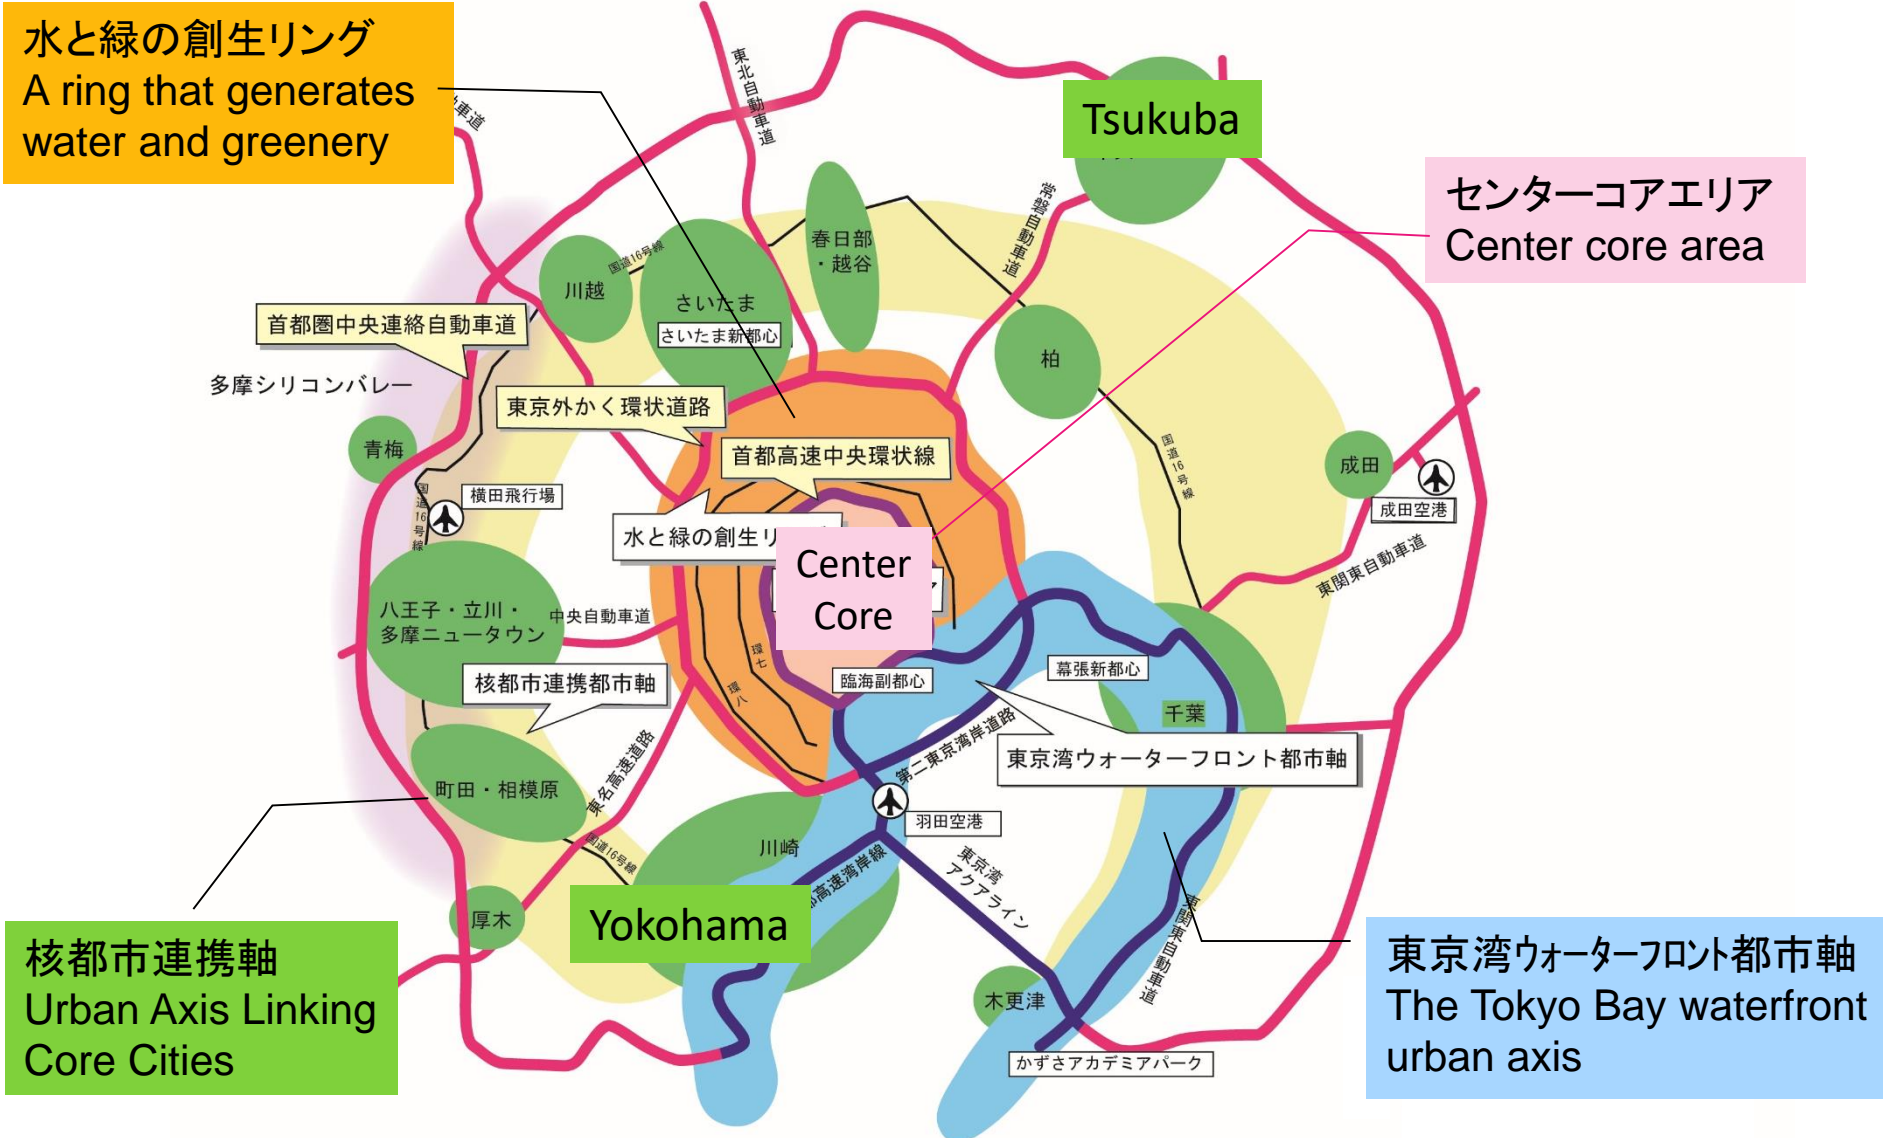 水と緑の創生リング
A ring that generates
water and greenery
動車道
東北自動車道
Tsukuba
センターコアエリア
Center core area
常磐自動車道
春日部
・越谷
国道16号線
川越
さいたま
さいたま新都心
首都圏中央連絡自動車道
多摩シリコンバレー
柏
東京外かく環状道路
青梅
首都高速中央環状線
国道16号線
成田
成田空港
国道16号線
横田飛行場
水と緑の創生リ
Center
Core
東関東自動車道
八王子・立川・
多摩ニュータウン
中央自動車道
環七
環八
核都市連携都市軸
臨海副都心
幕張新都心
千葉
第二東京湾岸道路
東京湾ウォーターフロント都市軸
町田・相模原
東名高速道路
羽田空港
国道16号線
川崎
高速湾岸線
東京湾
アクアライン
厚木
Yokohama
東関東自動車道
木更津
かずさアカデミアパーク
核都市連携軸
Urban Axis Linking
Core Cities
東京湾ウォーターフロント都市軸
The Tokyo Bay waterfront
urban axis